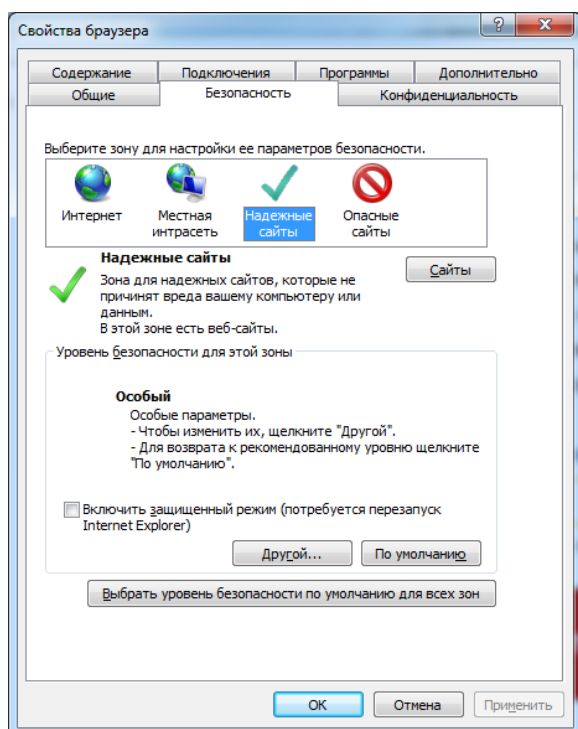 Свойства браузера
?
Содержание Подключения Программы Дополнительно
Общие Безопасность Конфиденциальность
Выберите зону для настройки ее параметров безопасности.
Интернет Местная интрасеть Надежные сайты Опасные сайты
Надежные сайты
Сайты
Зона для надежных сайтов, которые не
причинят вреда вашему компьютеру или
данным.
В этой зоне есть веб-сайты.
Уровень безопасности для этой зоны
Особый
Особые параметры.
- Чтобы изменить их, щелкните "Другой".
- Для возврата к рекомендованному уровню щелкните
"По умолчанию".
Включить защищенный режим (потребуется перезапуск
Internet Explorer)
Другой... По умолчанию
Выбрать уровень безопасности по умолчанию для всех зон
ОК Отмена Применить